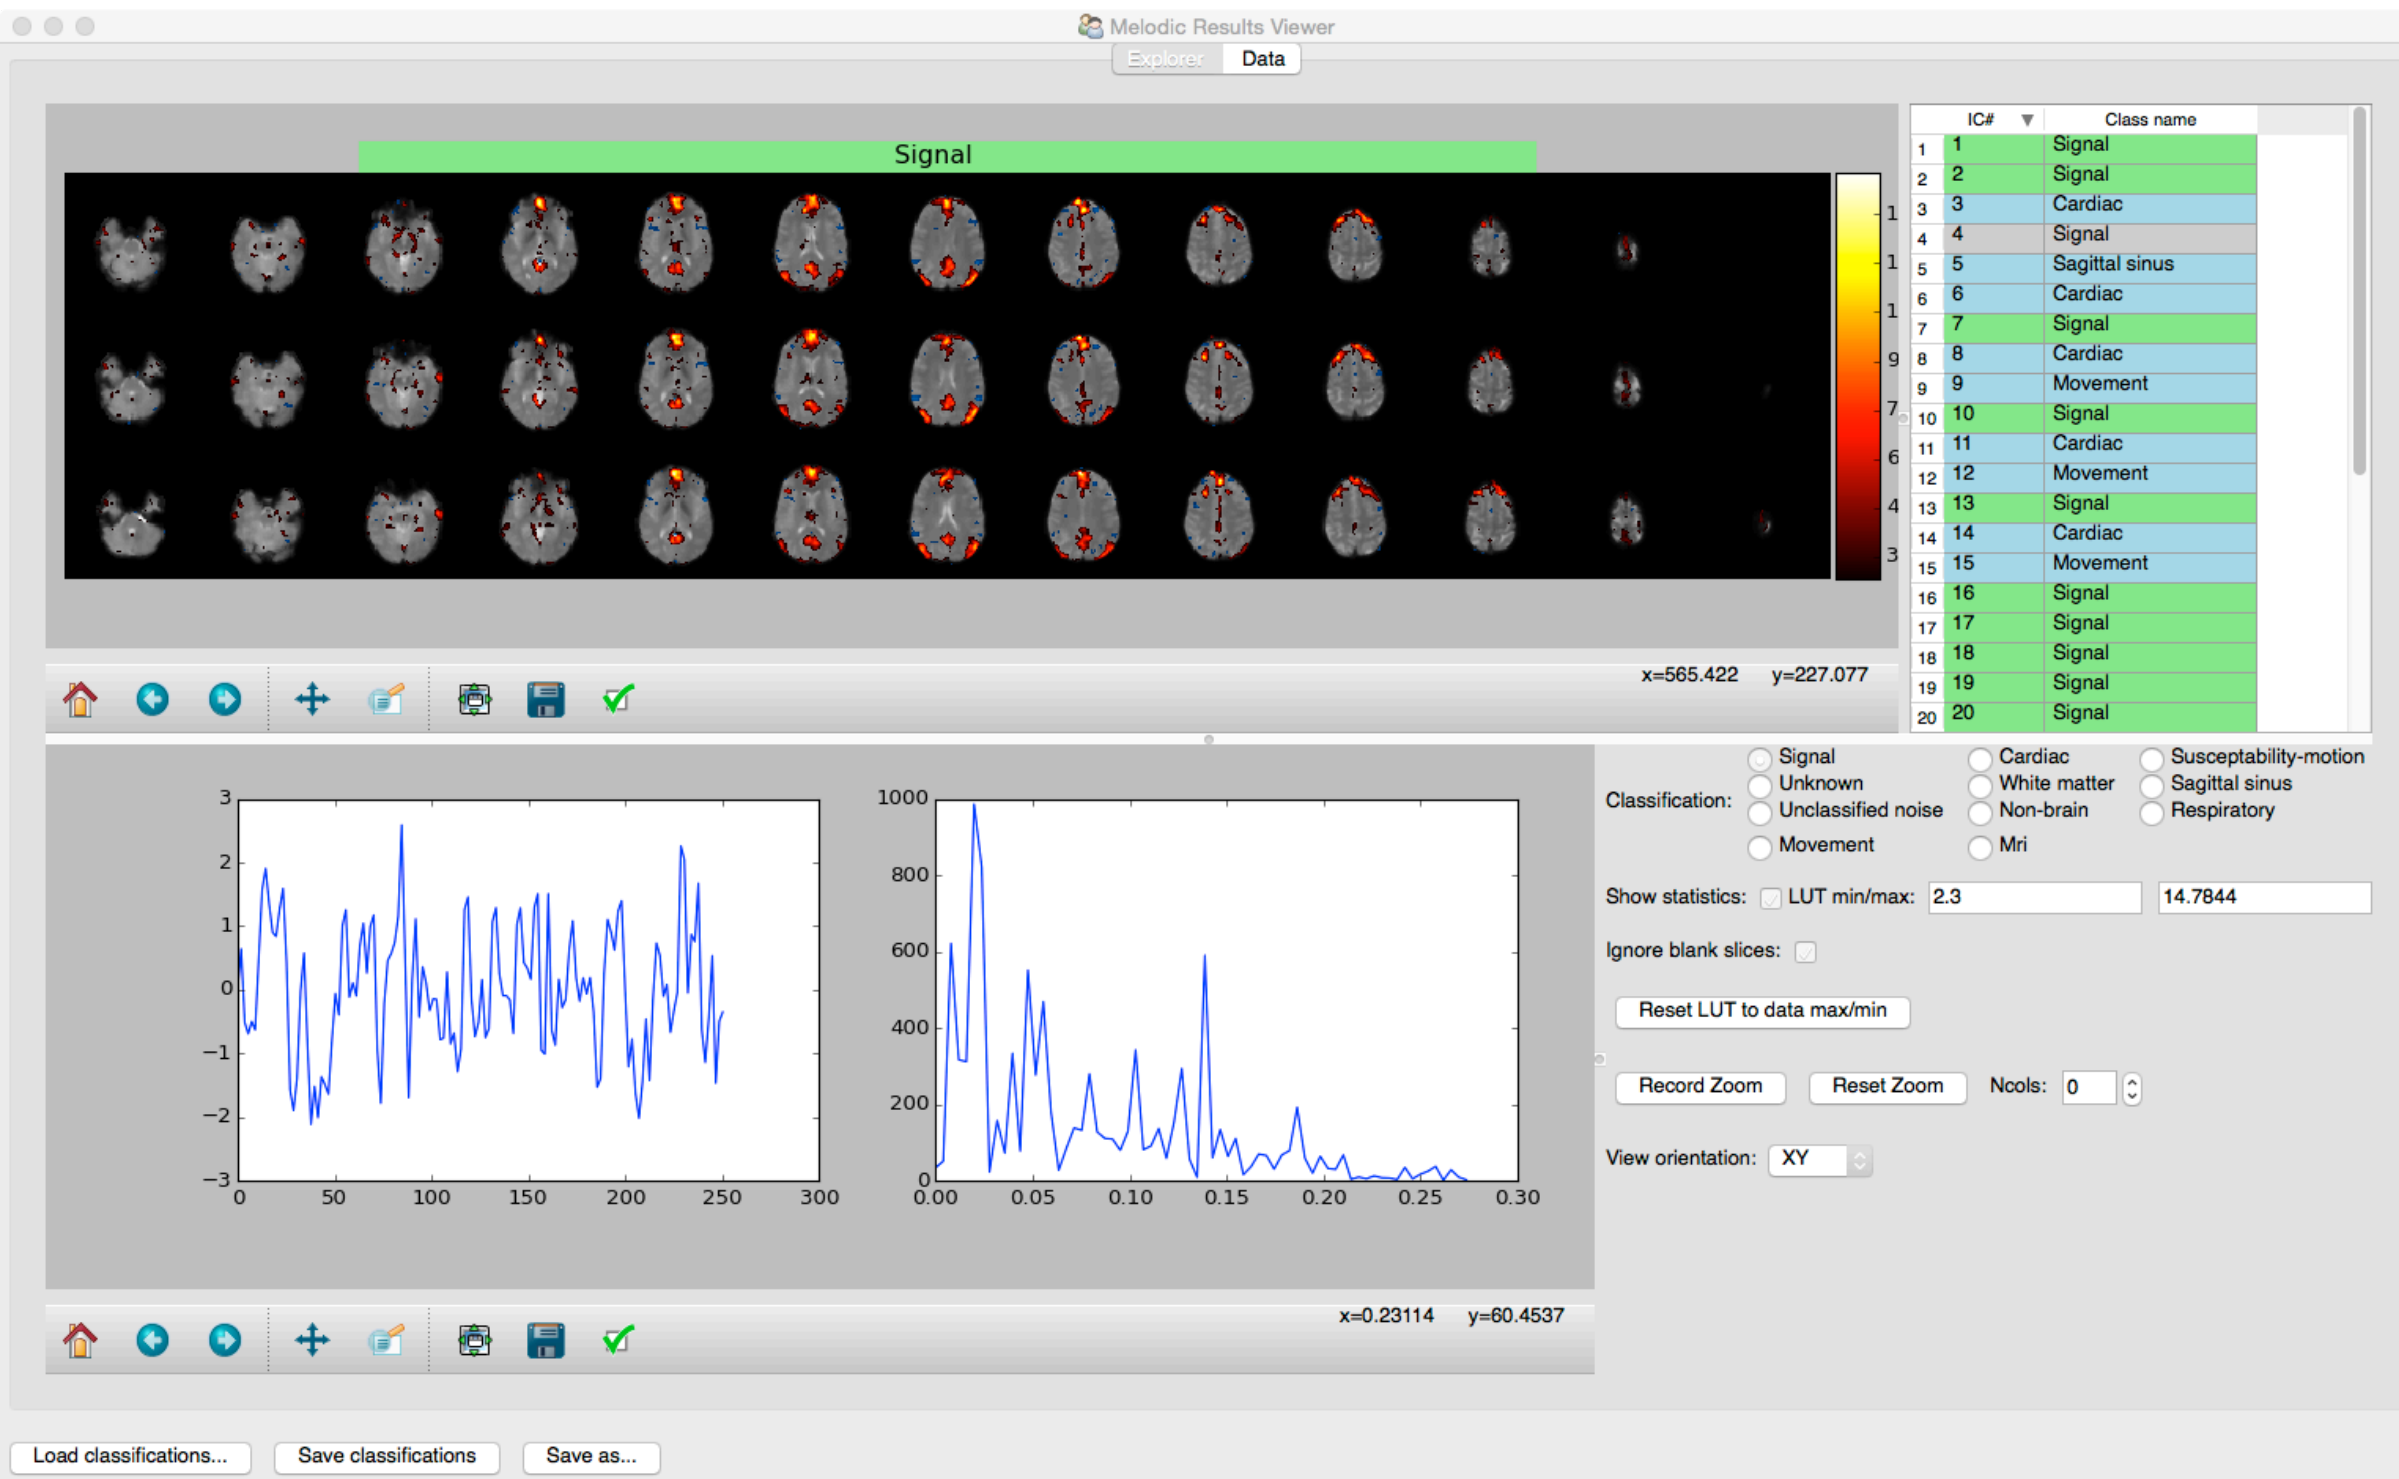 Melodic Results Viewer
Explorer Data
Signal
1
1
1
9
7
6
4
3
IC# Class name
1 1 Signal
2 2 Signal
3 3 Cardiac
4 4 Signal
5 5 Sagittal sinus
6 6 Cardiac
7 7 Signal
8 8 Cardiac
9 9 Movement
10 10 Signal
11 11 Cardiac
12 12 Movement
13 13 Signal
14 14 Cardiac
15 15 Movement
16 16 Signal
17 17 Signal
18 18 Signal
19 19 Signal
20 20 Signal
x=565.422 y=227.077
3
2
1
0
−1
−2
−3
0 50 100 150 200 250 300
1000
800
600
400
200
0
0.00 0.05 0.10 0.15 0.20 0.25 0.30
Classification:
Signal Cardiac Susceptability-motion
Unknown White matter Sagittal sinus
Unclassified noise Non-brain Respiratory
Movement Mri
Show statistics: LUT min/max: 2.3 14.7844
Ignore blank slices:
Reset LUT to data max/min
Record Zoom Reset Zoom Ncols: 0
View orientation: XY
x=0.23114 y=60.4537
Load classifications... Save classifications Save as...